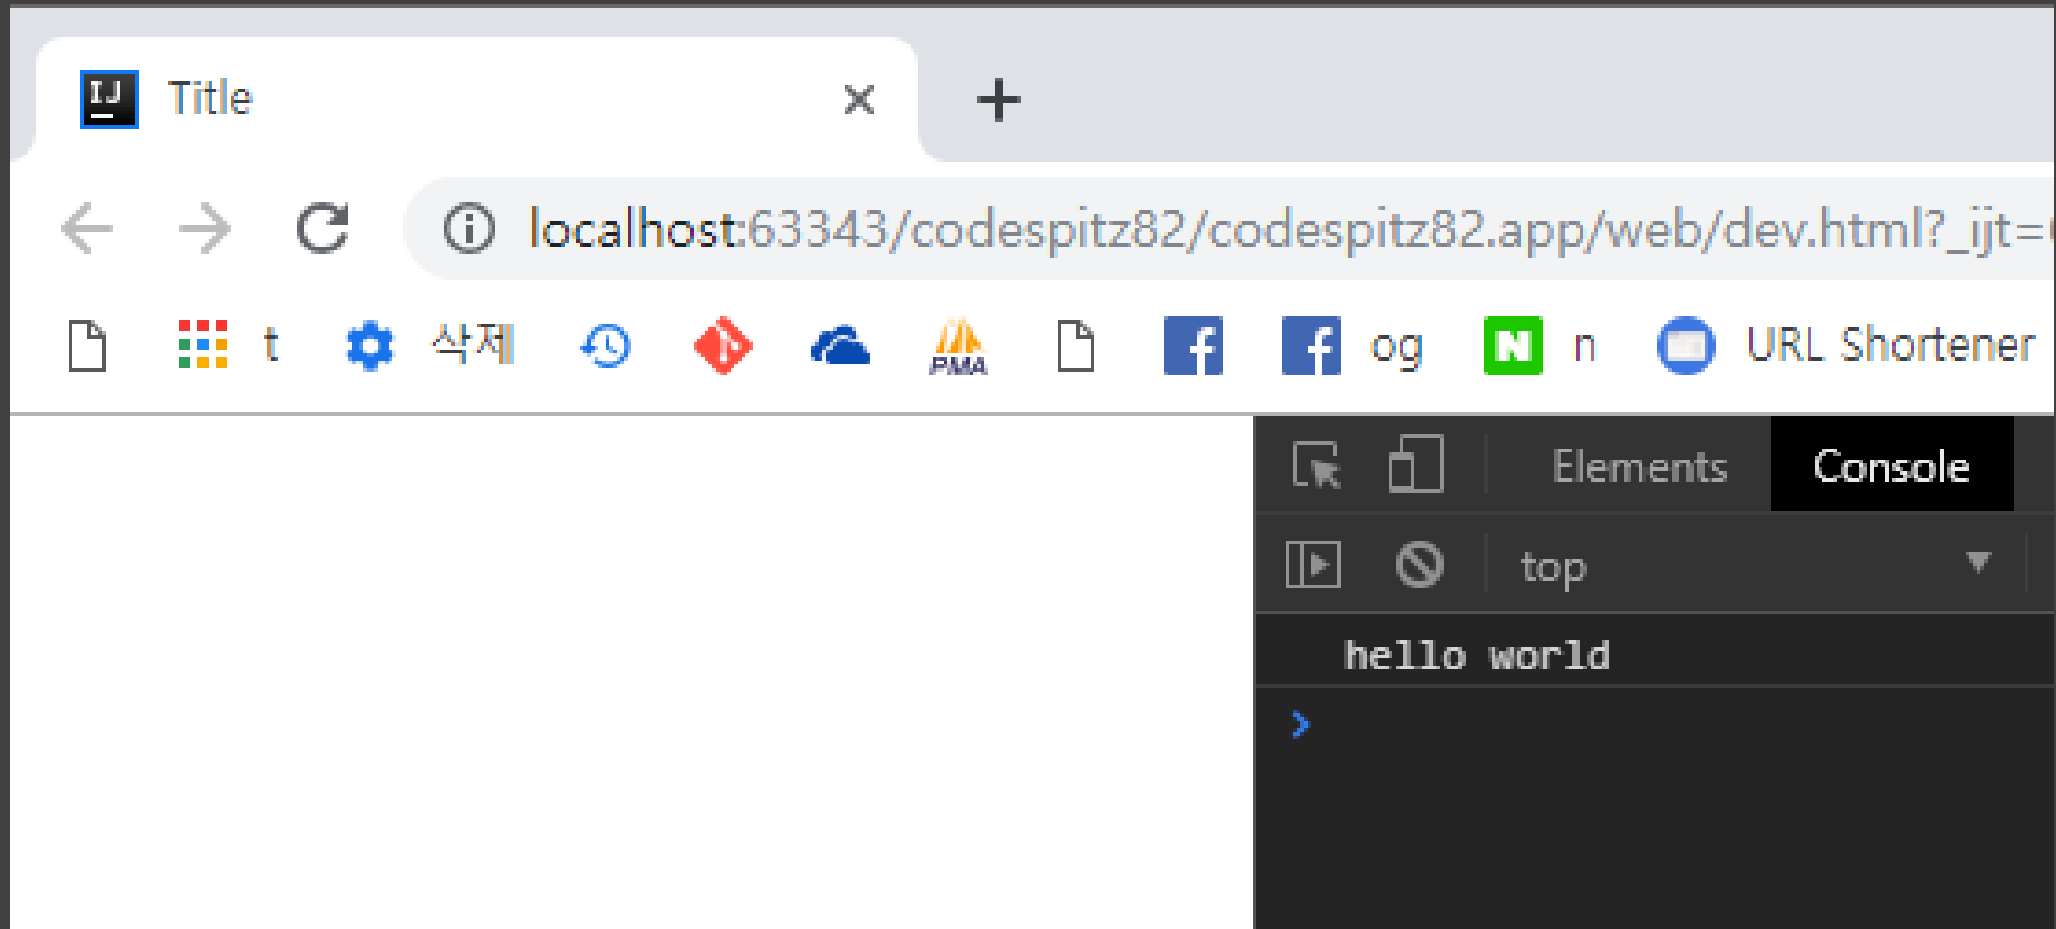 IJ Title
localhost:63343/codespitz82/codespitz82.app/web/dev.html?_ijt=
t 삭제 PMA f f og N n URL Shortener
Elements Console
top
hello world